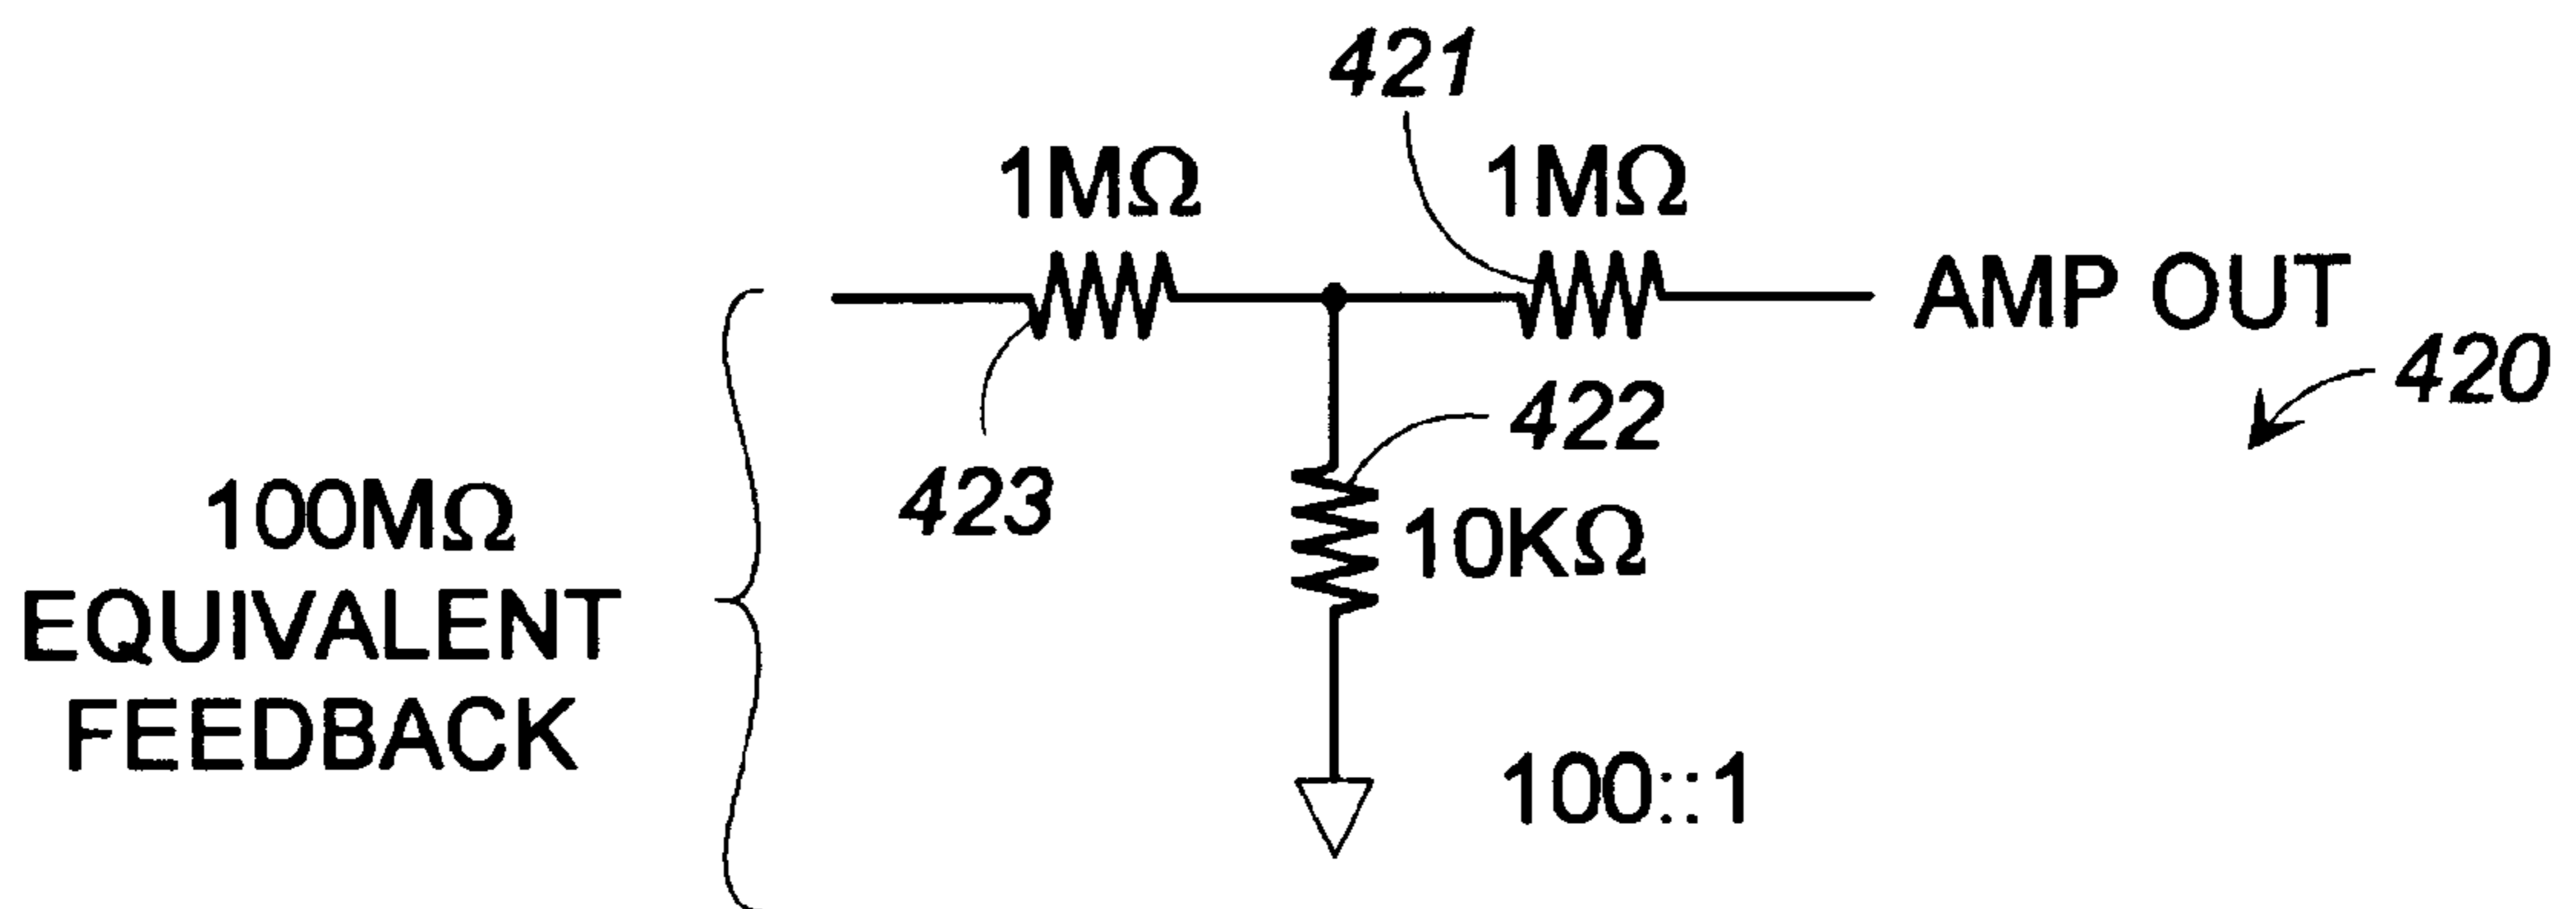 421
1MΩ
1MΩ
AMP OUT
420
423
422
10KΩ
100MΩ
EQUIVALENT
FEEDBACK
100::1